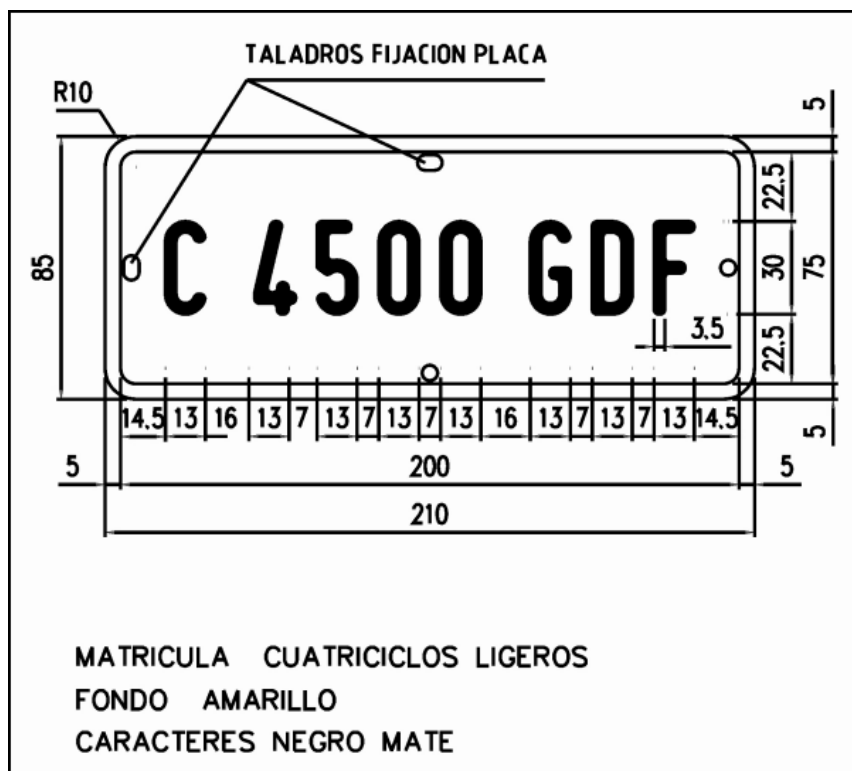 TALADROS FIJACION PLACA
R10
5
22.5
85
C 4500 GDF
30
75
3.5
22.5
14.5 13 16 13 7 13 7 13 7 13 16 13 7 13 7 13 14.5
5
5
200
5
210
MATRICULA CUATRICICLOS LIGEROS
FONDO AMARILLO
CARACTERES NEGRO MATE